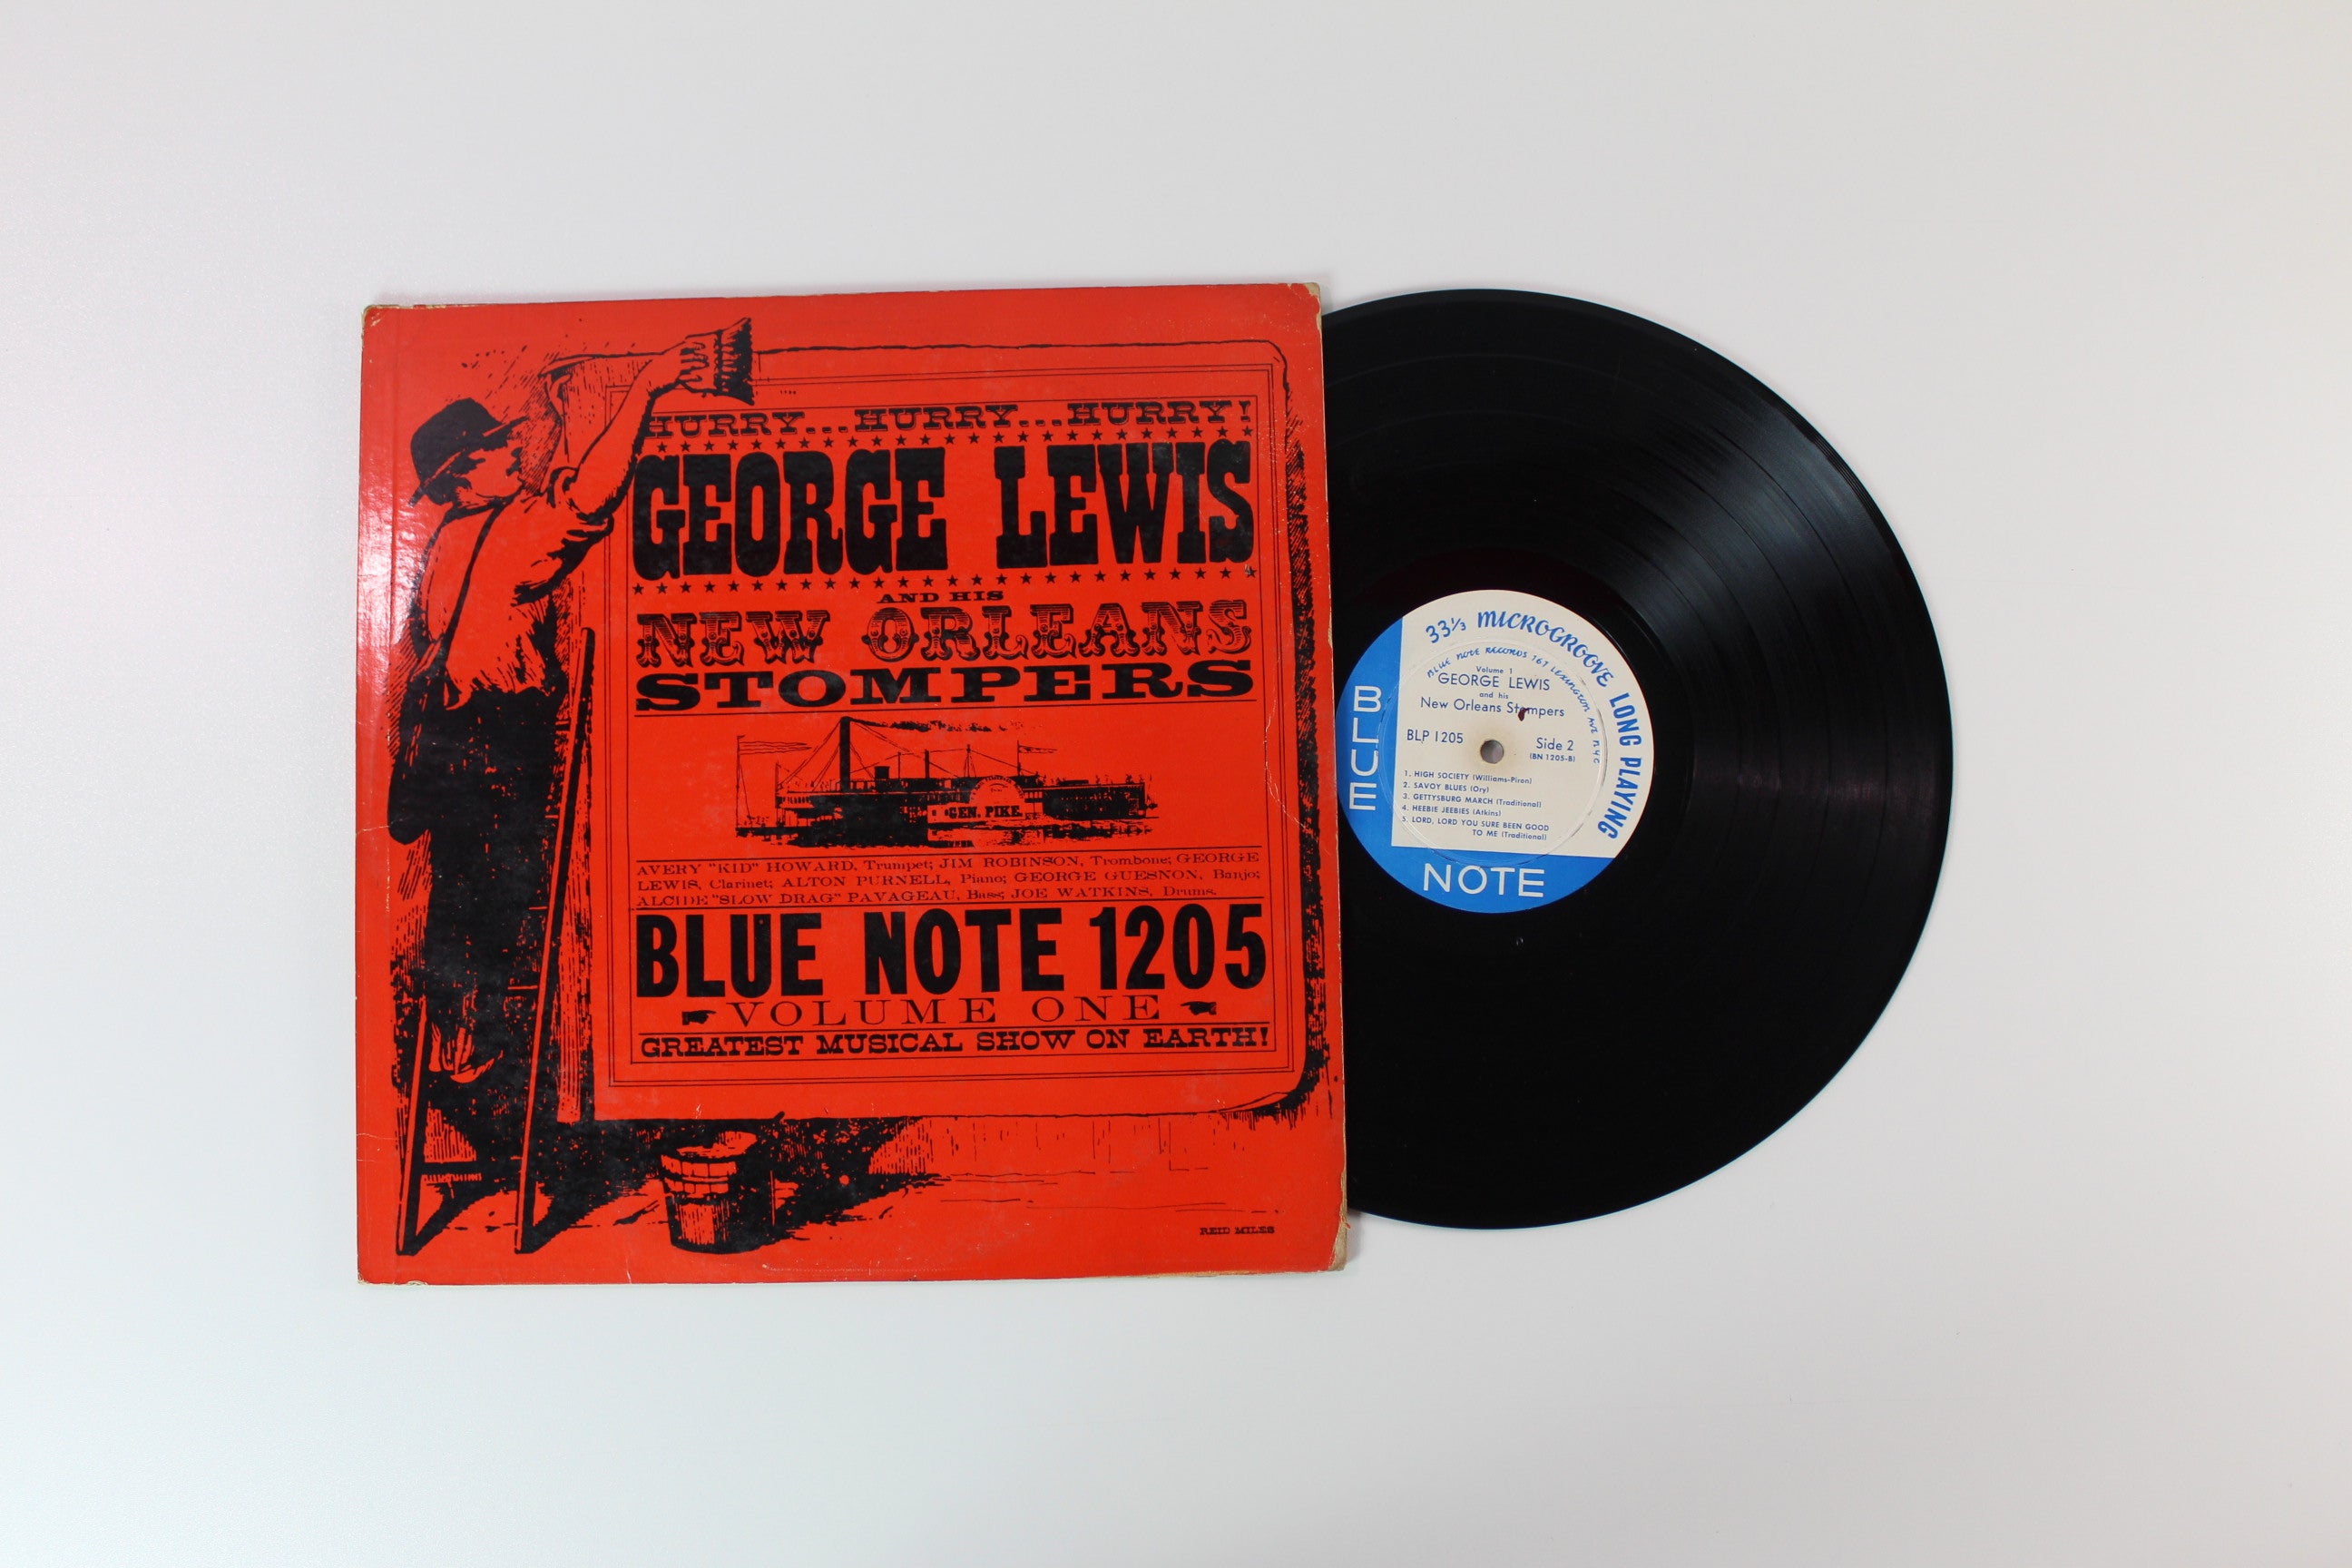 HURRY...HURRY...HURRY!
GEORGE LEWIS
AND HIS
NEW ORLEANS
STOMPERS
GEN. PIKE
AVERY "KID" HOWARD, Trumpet; JIM ROBINSON, Trombone; GEORGE
LEWIS, Clarinet; ALTON PURNELL, Piano; GEORGE GUESNON, Banjo;
ALCIDE "SLOW DRAG" PAVAGEAU, Bass; JOE WATKINS, Drums.
BLUE NOTE 1205
VOLUME ONE
GREATEST MUSICAL SHOW ON EARTH!
REID MILES
33 1/3 MICROGROOVE LONG PLAYING
BLUE NOTE RECORDS 767 LEXINGTON AVE NYC
Volume 1
GEORGE LEWIS
and his
New Orleans Stompers
BLP 1205
Side 2
(BN 1205-B)
1. HIGH SOCIETY (Williams-Piron)
2. SAVOY BLUES (Ory)
3. GETTYSBURG MARCH (Traditional)
4. HEEBIE JEEBIES (Atkins)
5. LORD, LORD YOU SURE BEEN GOOD
TO ME (Traditional)
BLUE
NOTE